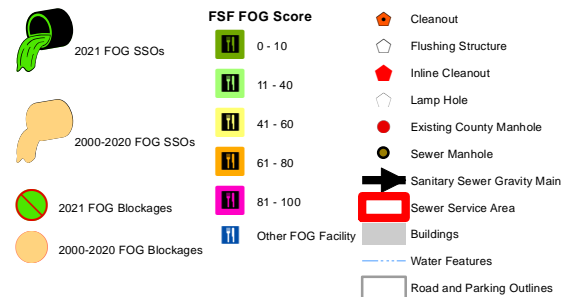 2021 FOG SSOs
2000-2020 FOG SSOs
2021 FOG Blockages
2000-2020 FOG Blockages
FSF FOG Score
0 - 10
11 - 40
41 - 60
61 - 80
81 - 100
Other FOG Facility
Cleanout
Flushing Structure
Inline Cleanout
Lamp Hole
Existing County Manhole
Sewer Manhole
Sanitary Sewer Gravity Main
Sewer Service Area
Buildings
Water Features
Road and Parking Outlines